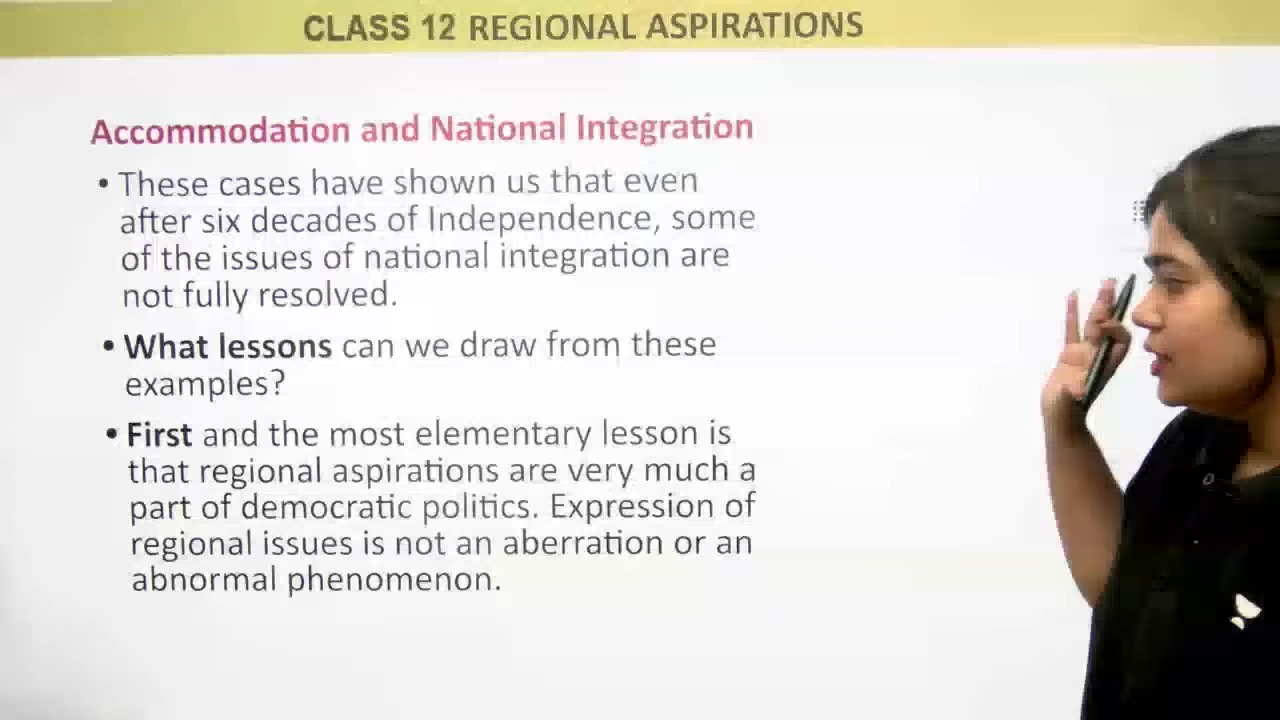 CLASS 12 REGIONAL ASPIRATIONS
Accommodation and National Integration
• These cases have shown us that even
after six decades of Independence, some
of the issues of national integration are
not fully resolved.
• What lessons can we draw from these
examples?
• First and the most elementary lesson is
that regional aspirations are very much a
part of democratic politics. Expression of
regional issues is not an aberration or an
abnormal phenomenon.